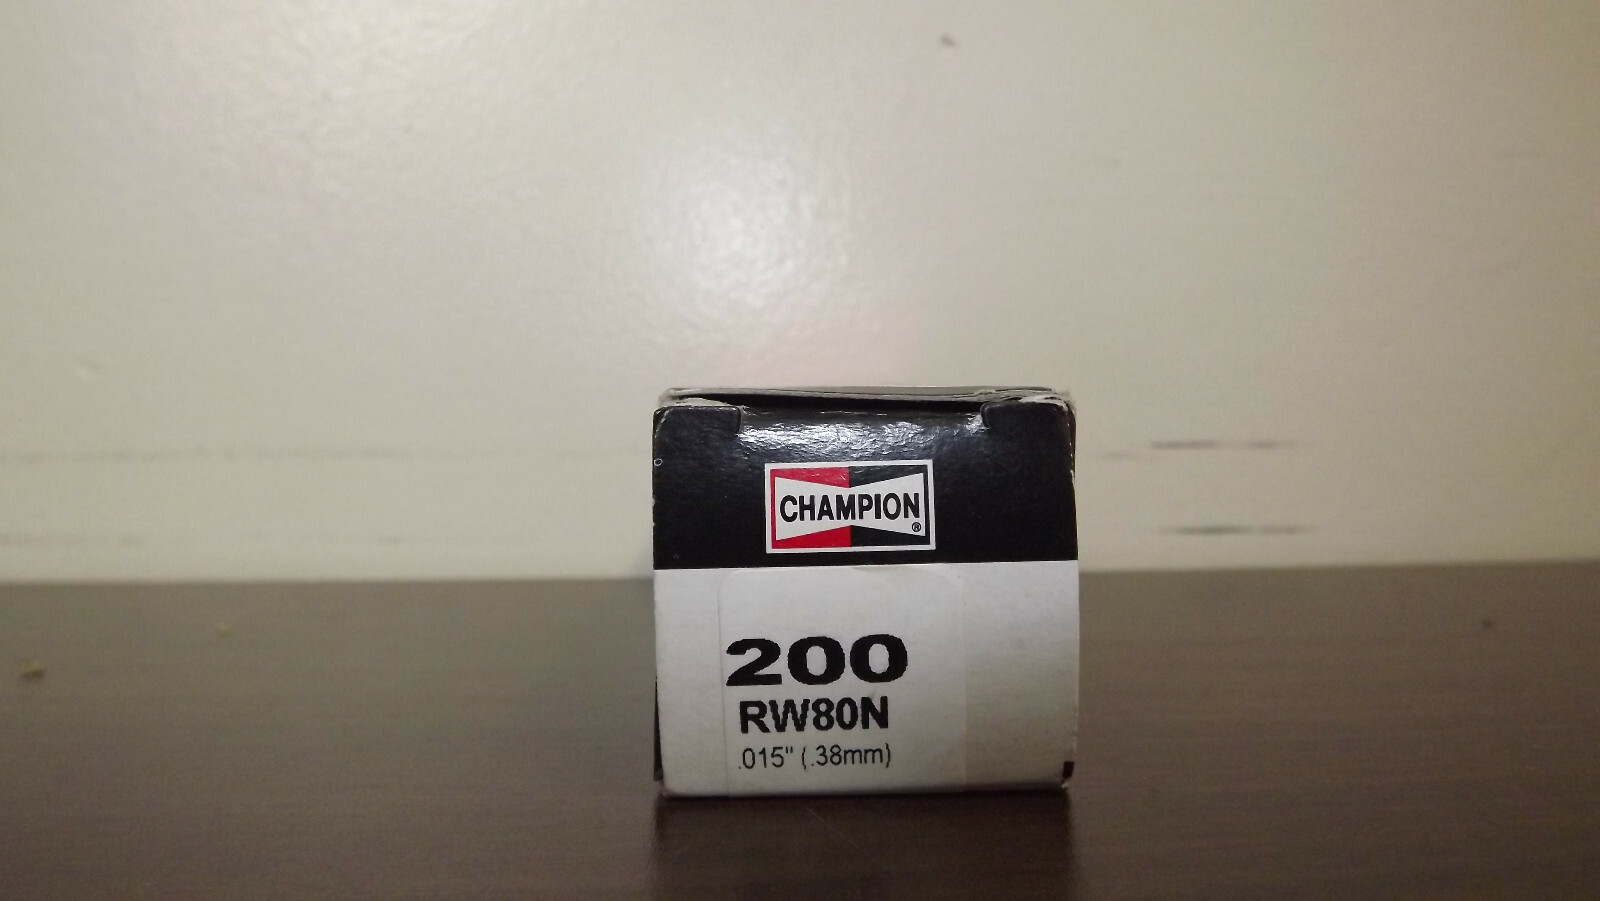 CHAMPION®
200
RW80N
.015" (.38mm)